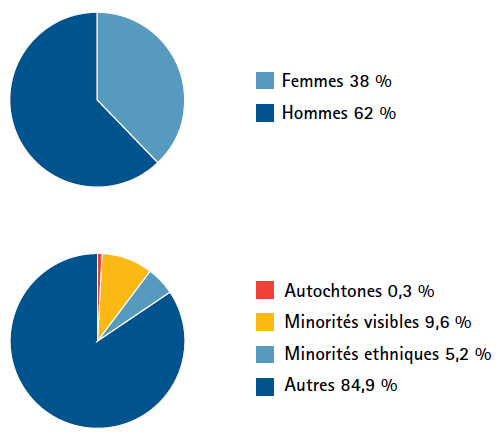 Femmes 38 %
Hommes 62 %
Autochtones 0,3 %
Minorités visibles 9,6 %
Minorités ethniques 5,2 %
Autres 84,9 %